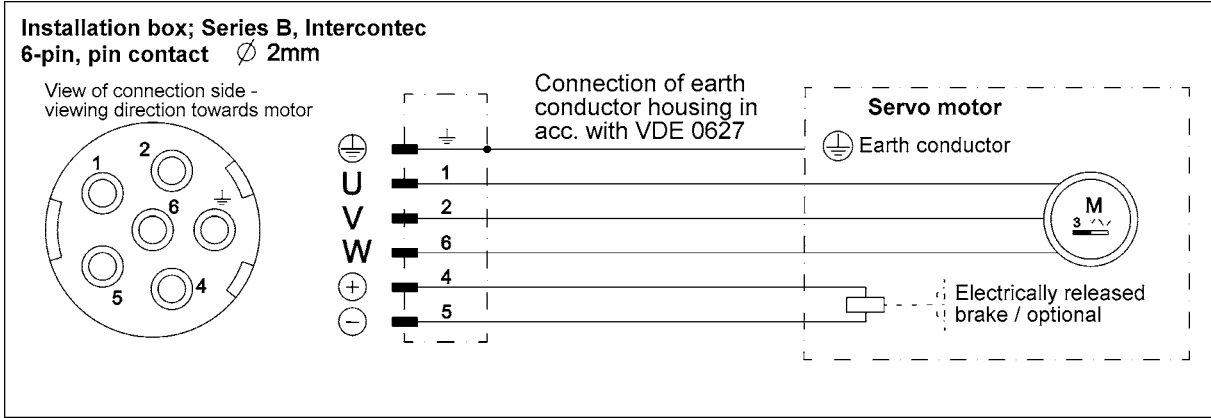 Installation box; Series B, Intercontec
6-pin, pin contact ∅ 2mm
View of connection side -
viewing direction towards motor
1
2
6
5
4
Connection of earth
conductor housing in
acc. with VDE 0627
U
V
W
+
-
1
2
6
4
5
Servo motor
Earth conductor
M
3
Electrically released
brake / optional